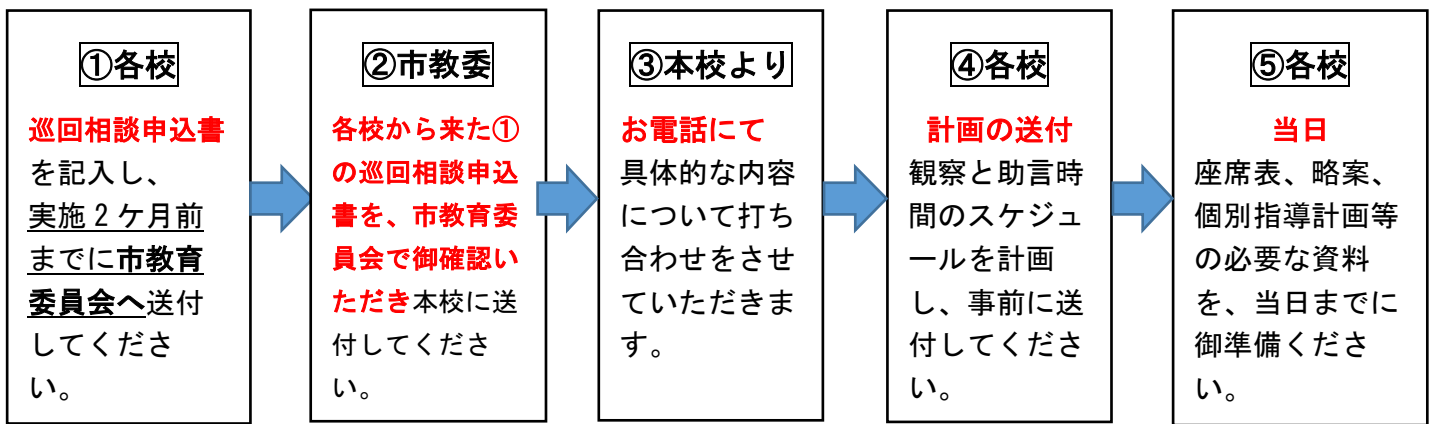 ①各校
巡回相談申込書
を記入し、
実施2ケ月前
までに市教育
委員会へ送付
してくださ
い。
②市教委
各校から来た①
の巡回相談申込
書を、市教育委
員会で御確認い
ただき本校に送
付してくださ
い。
③本校より
お電話にて
具体的な内容
について打ち
合わせをさせ
ていただきま
す。
④各校
計画の送付
観察と助言時
間のスケジュ
ールを計画
し、事前に送
付してくださ
い。
⑤各校
当日
座席表、略案、
個別指導計画等
の必要な資料
を、当日までに
御準備くださ
い。